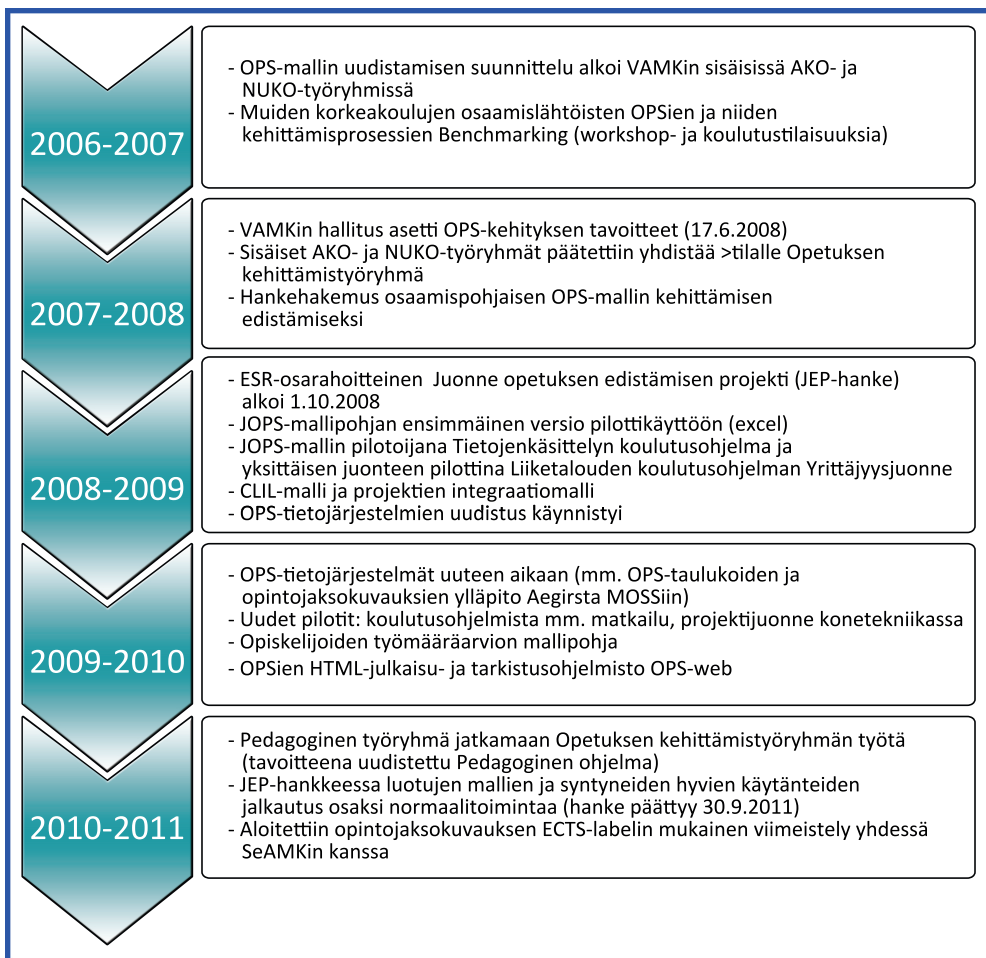 2006-2007
- OPS-mallin uudistamisen suunnittelu alkoi VAMKin sisäisissä AKO- ja
NUKO-työryhmissä
- Muiden korkeakoulujen osaamislähtöisten OPSien ja niiden
kehittämisprosessien Benchmarking (workshop- ja koulutustilaisuuksia)
2007-2008
- VAMKin hallitus asetti OPS-kehityksen tavoitteet (17.6.2008)
- Sisäiset AKO- ja NUKO-työryhmät päätettiin yhdistää >tilalle Opetuksen
kehittämistyöryhmä
- Hankehakemus osaamispohjaisen OPS-mallin kehittämisen
edistämiseksi
2008-2009
- ESR-osarahoitteinen Juonne opetuksen edistämisen projekti (JEP-hanke)
alkoi 1.10.2008
- JOPS-mallipohjan ensimmäinen versio pilottikäyttöön (excel)
- JOPS-mallin pilotoijana Tietojenkäsittelyn koulutusohjelma ja
yksittäisen juonteen pilottina Liiketalouden koulutusohjelman Yrittäjyysjuonne
- CLIL-malli ja projektien integraatiomalli
- OPS-tietojärjestelmien uudistus käynnistyi
2009-2010
- OPS-tietojärjestelmät uuteen aikaan (mm. OPS-taulukoiden ja
opintojaksokuvauksien ylläpito Aegirsta MOSSiin)
- Uudet pilotit: koulutusohjelmista mm. matkailu, projektijuonne konetekniikassa
- Opiskelijoiden työmääräarvion mallipohja
- OPSien HTML-julkaisu- ja tarkistusohjelmisto OPS-web
2010-2011
- Pedagoginen työryhmä jatkamaan Opetuksen kehittämistyöryhmän työtä
(tavoitteena uudistettu Pedagoginen ohjelma)
- JEP-hankkeessa luotujen mallien ja syntyneiden hyvien käytänteiden
jalkautus osaksi normaalitoimintaa (hanke päättyy 30.9.2011)
- Aloitettiin opintojaksokuvauksen ECTS-labelin mukainen viimeistely yhdessä
SeAMKin kanssa